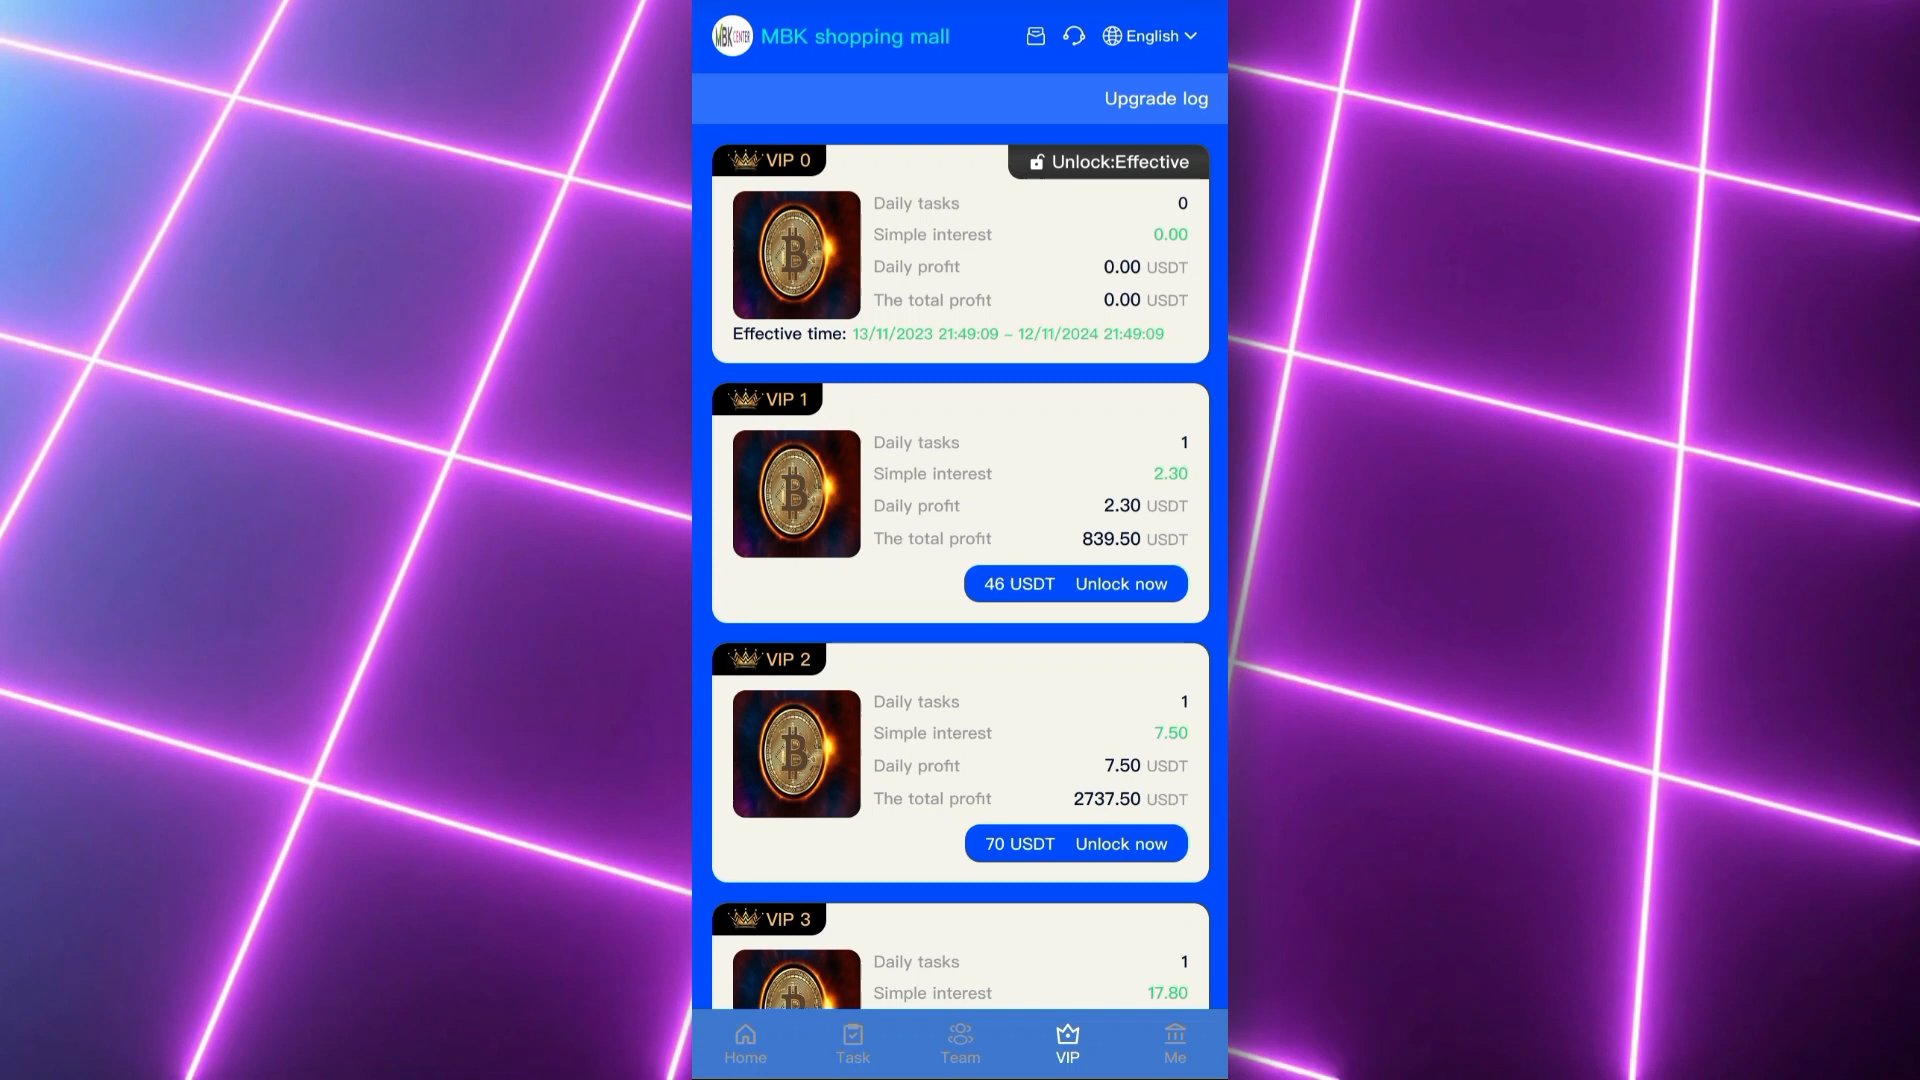 MBK CENTER
MBK shopping mall
English
Upgrade log
VIP 0
Unlock:Effective
Daily tasks 0
Simple interest 0.00
Daily profit 0.00 USDT
The total profit 0.00 USDT
Effective time: 13/11/2023 21:49:09 – 12/11/2024 21:49:09
VIP 1
Daily tasks 1
Simple interest 2.30
Daily profit 2.30 USDT
The total profit 839.50 USDT
46 USDT Unlock now
VIP 2
Daily tasks 1
Simple interest 7.50
Daily profit 7.50 USDT
The total profit 2737.50 USDT
70 USDT Unlock now
VIP 3
Daily tasks 1
Simple interest 17.80
Home Task Team VIP Me